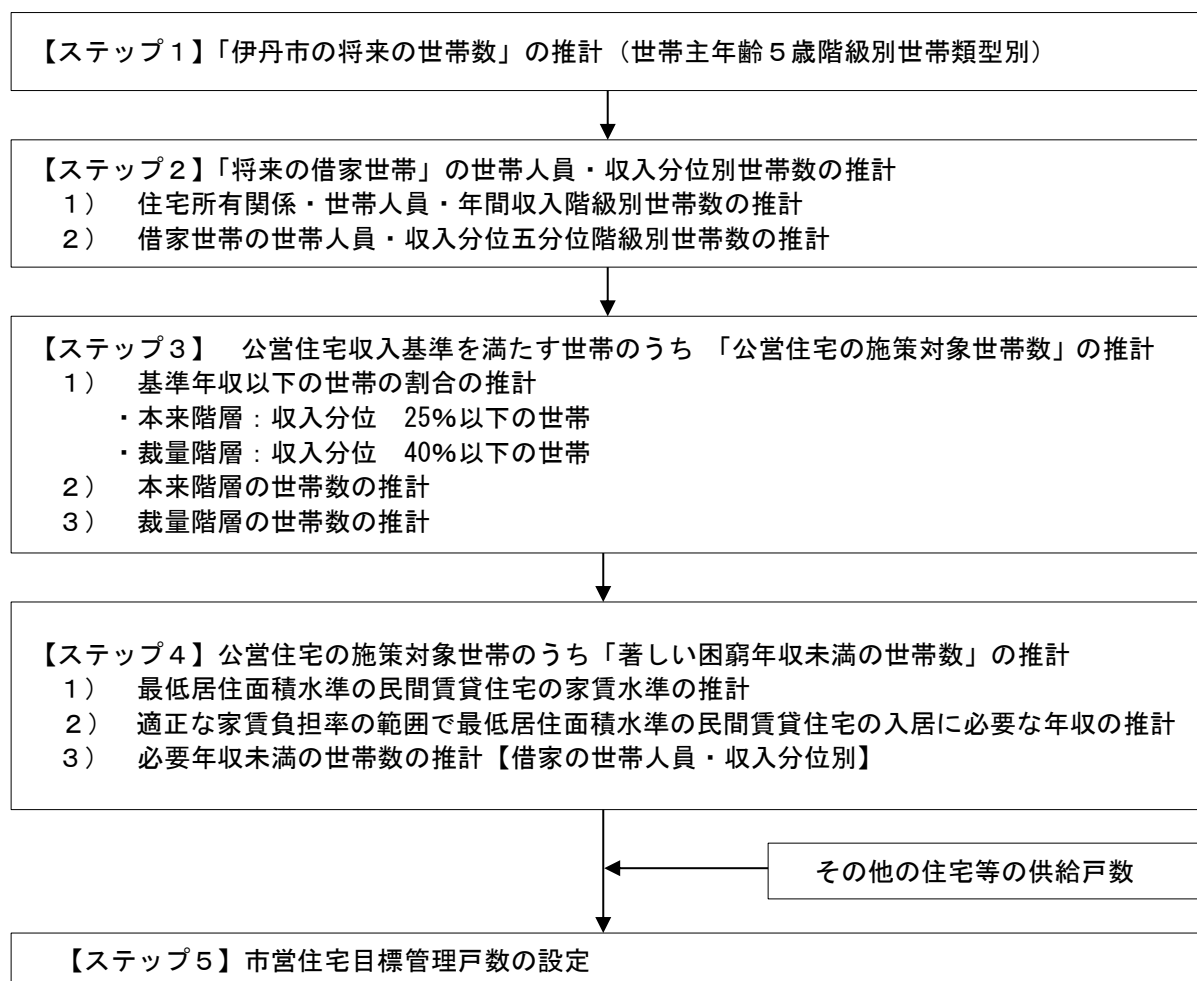 【ステップ１】「伊丹市の将来の世帯数」の推計（世帯主年齢５歳階級別世帯類型別）
【ステップ２】「将来の借家世帯」の世帯人員・収入分位別世帯数の推計
１）　住宅所有関係・世帯人員・年間収入階級別世帯数の推計
２）　借家世帯の世帯人員・収入分位五分位階級別世帯数の推計
【ステップ３】　公営住宅収入基準を満たす世帯のうち 「公営住宅の施策対象世帯数」の推計
１）　基準年収以下の世帯の割合の推計
・本来階層：収入分位　25%以下の世帯
・裁量階層：収入分位　40%以下の世帯
２）　本来階層の世帯数の推計
３）　裁量階層の世帯数の推計
【ステップ４】公営住宅の施策対象世帯のうち「著しい困窮年収未満の世帯数」の推計
１）　最低居住面積水準の民間賃貸住宅の家賃水準の推計
２）　適正な家賃負担率の範囲で最低居住面積水準の民間賃貸住宅の入居に必要な年収の推計
３）　必要年収未満の世帯数の推計【借家の世帯人員・収入分位別】
その他の住宅等の供給戸数
【ステップ５】市営住宅目標管理戸数の設定